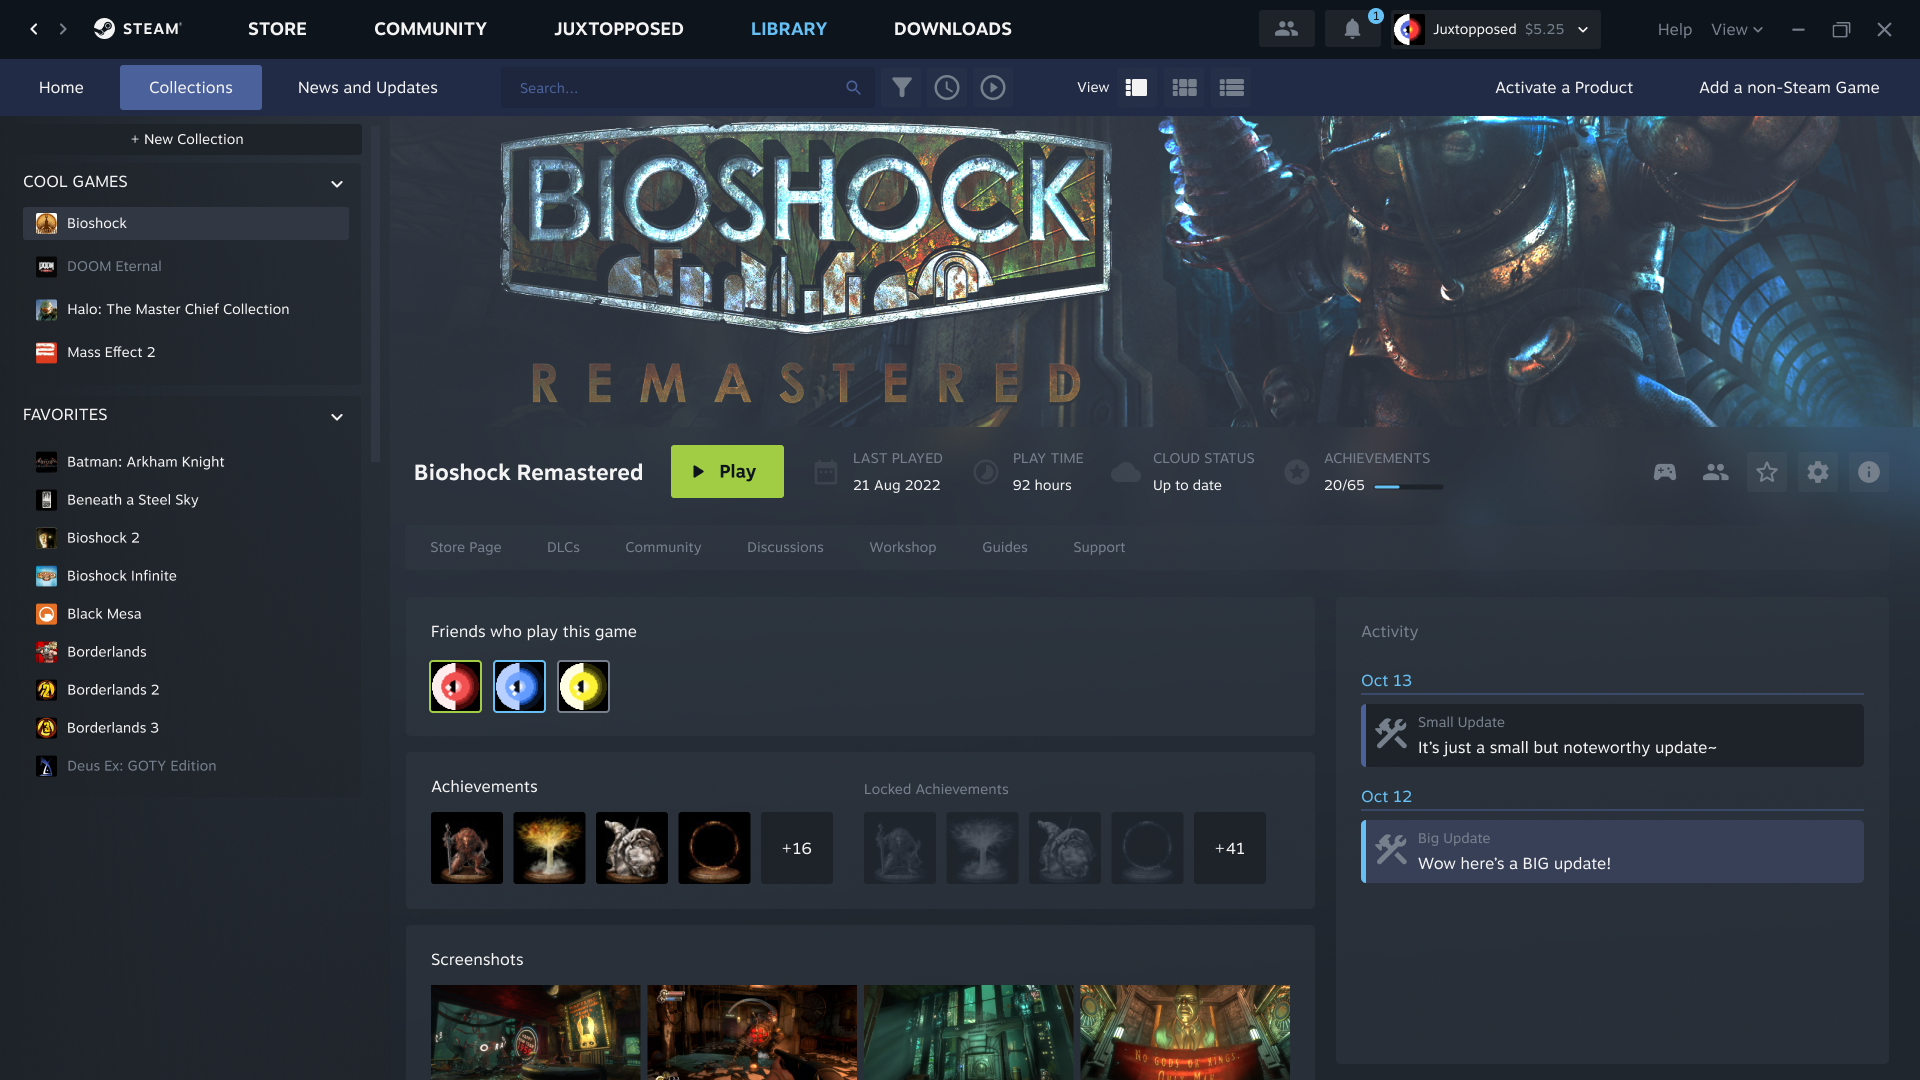 STEAM
STORE
COMMUNITY
JUXTOPPOSED
LIBRARY
DOWNLOADS
1
Juxtopposed $5.25
Help
View
Home
Collections
News and Updates
Search...
View
Activate a Product
Add a non-Steam Game
+ New Collection
COOL GAMES
Bioshock
DOOM Eternal
Halo: The Master Chief Collection
Mass Effect 2
FAVORITES
Batman: Arkham Knight
Beneath a Steel Sky
Bioshock 2
Bioshock Infinite
Black Mesa
Borderlands
Borderlands 2
Borderlands 3
Deus Ex: GOTY Edition
BIOSHOCK
REMASTERED
Bioshock Remastered
Play
LAST PLAYED
21 Aug 2022
PLAY TIME
92 hours
CLOUD STATUS
Up to date
ACHIEVEMENTS
20/65
Store Page
DLCs
Community
Discussions
Workshop
Guides
Support
Friends who play this game
Achievements
+16
Locked Achievements
+41
Screenshots
NO GODS OR KINGS.
ONLY MAN
Activity
Oct 13
Small Update
It's just a small but noteworthy update~
Oct 12
Big Update
Wow here's a BIG update!